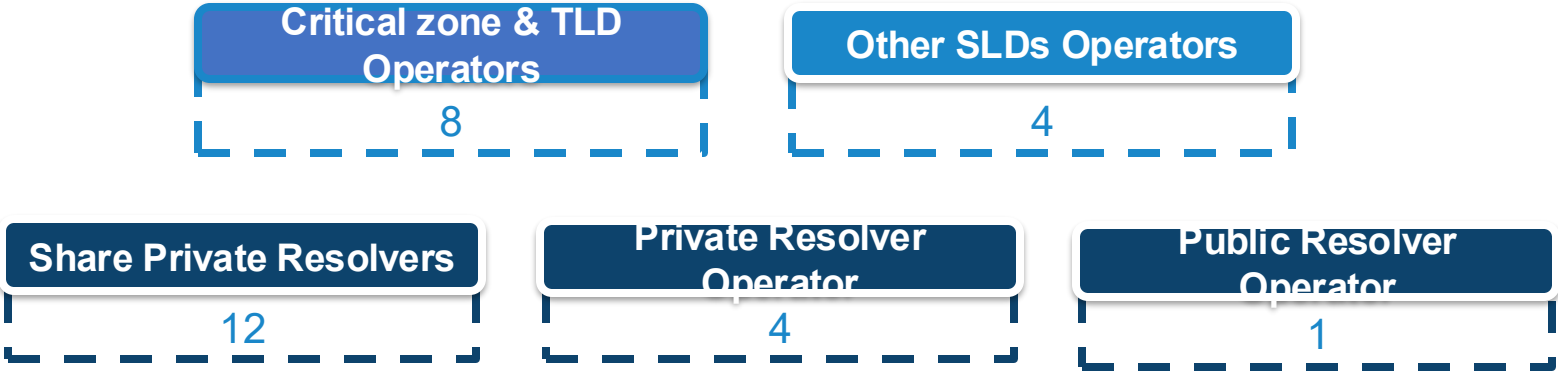 Critical zone & TLD
Operators
Other SLDs Operators
8
4
Share Private Resolvers
Private Resolver
Operator
Public Resolver
Operator
12
4
1